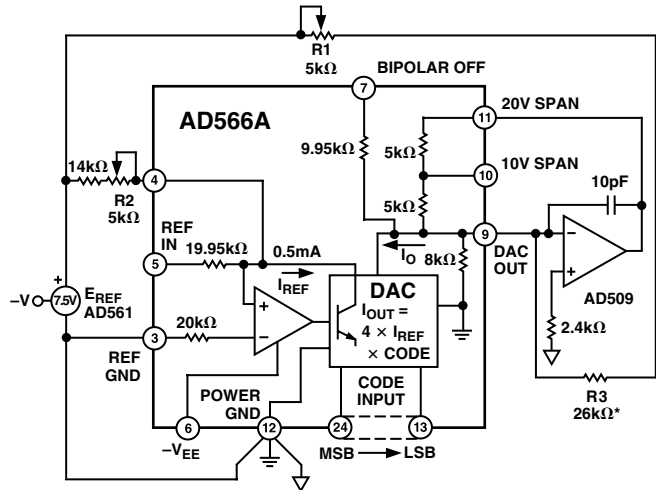 R1
5kΩ
BIPOLAR OFF
7
11
20V SPAN
AD566A
9.95kΩ
5kΩ
10V SPAN
10
14kΩ
4
5kΩ
10pF
R2
5kΩ
REF
IN
19.95kΩ
0.5mA
9
5
IO
8kΩ
DAC
OUT
IREF
AD509
–V
7.5V
EREF
AD561
+
DAC
IOUT =
4 × IREF
× CODE
+
–
–
+
2.4kΩ
3
20kΩ
REF
GND
R3
26kΩ*
POWER
GND
CODE
INPUT
6
12
24
13
–VEE
MSB
LSB